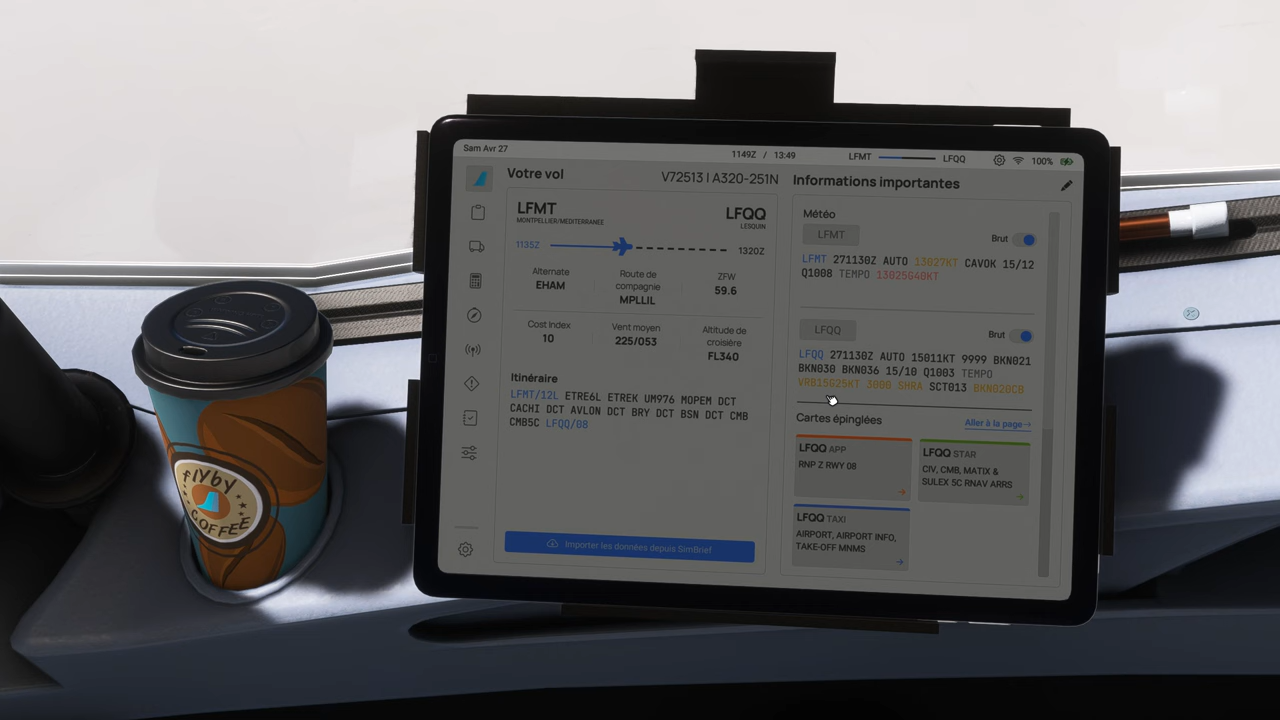 Sam Avr 27
1149Z / 13:49
LFMT LFQQ
100%
Votre vol
V72513 | A320-251N
LFMT
MONTPELLIER/MEDITERRANEE
LFQQ
LESQUIN
1135Z
1320Z
Alternate
EHAM
Route de
compagnie
MPLLIL
ZFW
59.6
Cost Index
10
Vent moyen
225/053
Altitude de
croisière
FL340
Itinéraire
LFMT/12L ETRE6L ETREK UM976 MOPEM DCT
CACHI DCT AVLON DCT BRY DCT BSN DCT CMB
CMB5C LFQQ/08
Importer les données depuis SimBrief
Informations importantes
Météo
LFMT
Brut
LFMT 271130Z AUTO 13027KT CAVOK 15/12
Q1008 TEMPO 13025G40KT
LFQQ
Brut
LFQQ 271130Z AUTO 15011KT 9999 BKN021
BKN030 BKN036 15/10 Q1003 TEMPO
VRB15G25KT 3000 SHRA SCT013 BKN020CB
Cartes épinglées
Aller à la page→
LFQQ APP
RNP Z RWY 08
LFQQ STAR
CIV, CMB, MATIX &
SULEX 5C RNAV ARRS
LFQQ TAXI
AIRPORT, AIRPORT INFO,
TAKE-OFF MNMS
flyby
COFFEE